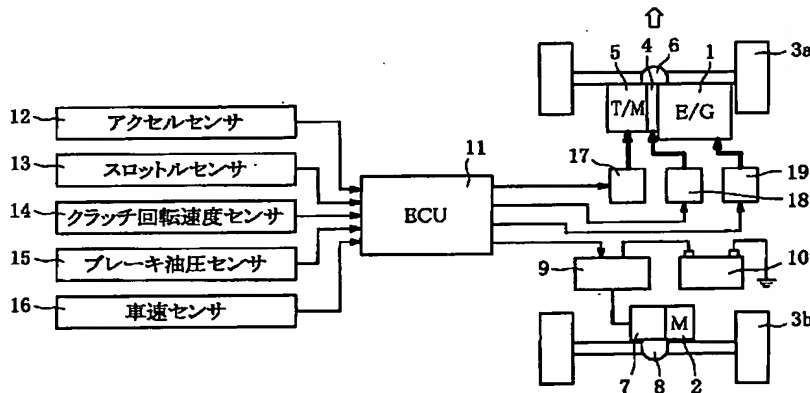 5 4 6 1
3a
T/M E/G
12 アクセルセンサ
13 スロットルセンサ
11
17
19
14 クラッチ回転速度センサ
ECU
18
15 ブレーキ油圧センサ
9
10
16 車速センサ
M
3b
7 8 2